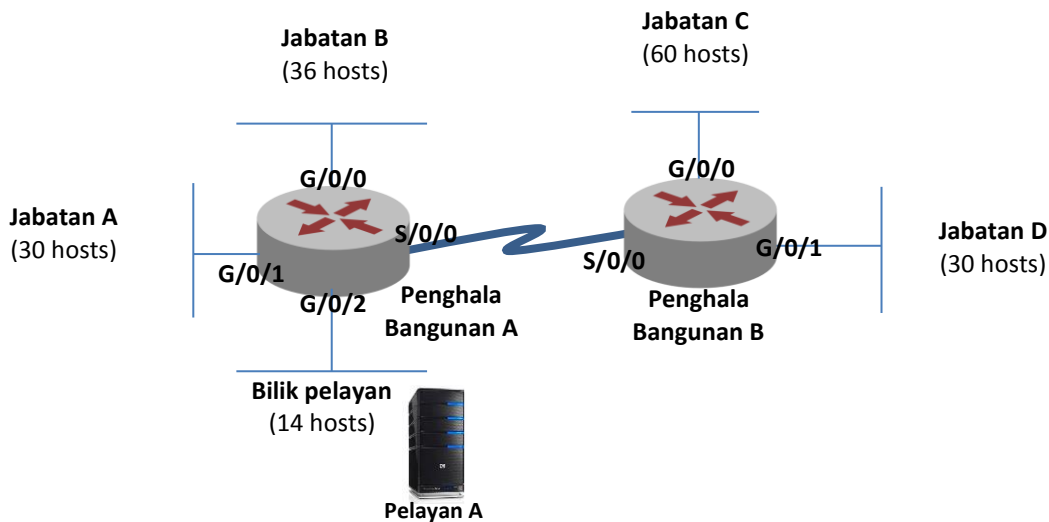 Jabatan B
(36 hosts)
Jabatan C
(60 hosts)
Jabatan A
(30 hosts)
G/0/0
S/0/0
G/0/1
G/0/2
Penghala
Bangunan A
G/0/0
S/0/0
G/0/1
Penghala
Bangunan B
Jabatan D
(30 hosts)
Bilik pelayan
(14 hosts)
Pelayan A